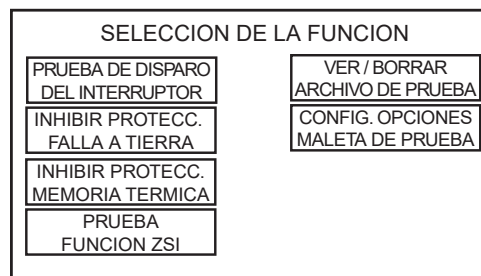 SELECCION DE LA FUNCION
PRUEBA DE DISPARO
DEL INTERRUPTOR
INHIBIR PROTECC.
FALLA A TIERRA
INHIBIR PROTECC.
MEMORIA TERMICA
PRUEBA
FUNCION ZSI
VER / BORRAR
ARCHIVO DE PRUEBA
CONFIG. OPCIONES
MALETA DE PRUEBA